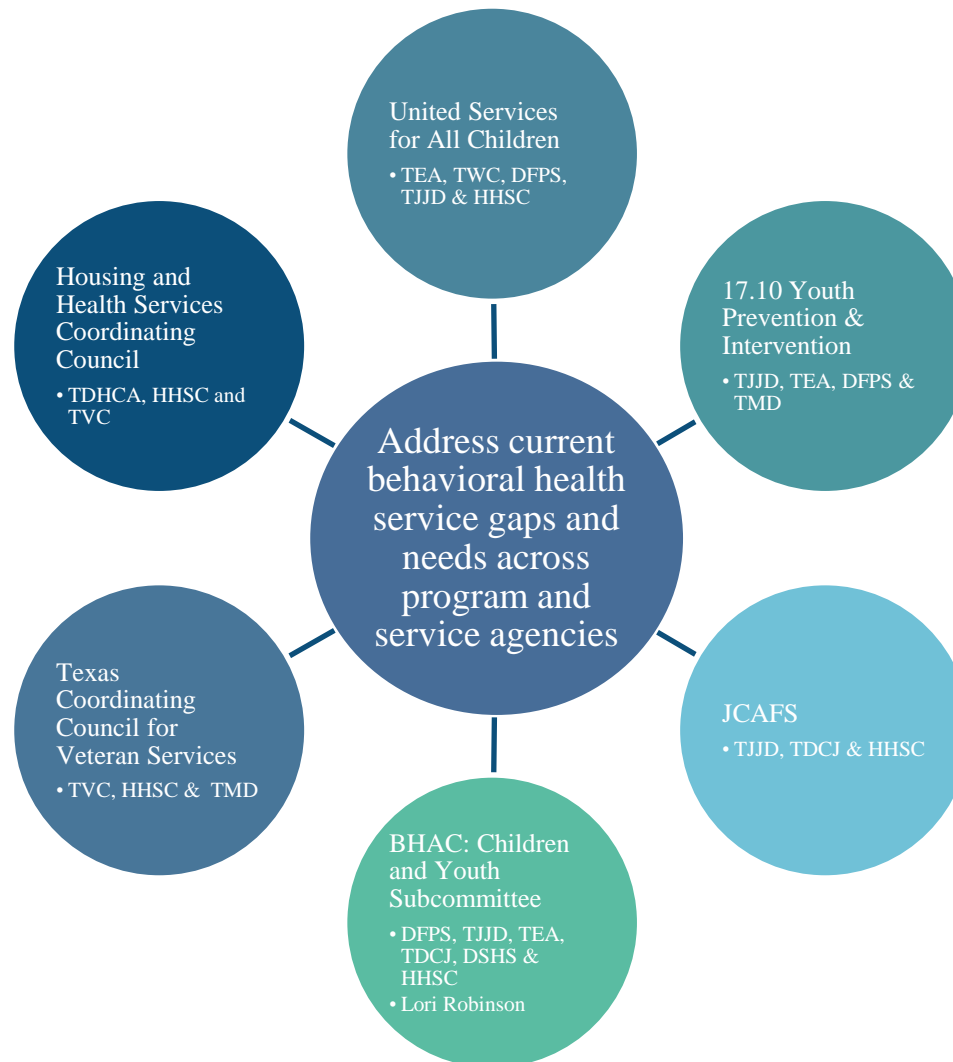 United Services
for All Children
• TEA, TWC, DFPS,
TJJD & HHSC
17.10 Youth
Prevention &
Intervention
• TJJD, TEA, DFPS &
TMD
JCAFS
• TJJD, TDCJ & HHSC
BHAC: Children
and Youth
Subcommittee
• DFPS, TJJD, TEA,
TDCJ, DSHS &
HHSC
• Lori Robinson
Texas
Coordinating
Council for
Veteran Services
• TVC, HHSC & TMD
Housing and
Health Services
Coordinating
Council
• TDHCA, HHSC and
TVC
Address current
behavioral health
service gaps and
needs across
program and
service agencies